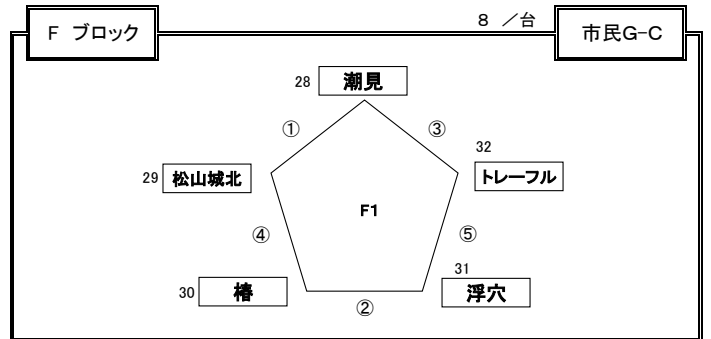 F ブロック
8 ／台
市民G-C
28 潮見
① ③
29 松山城北
32
トレーフル
F1
④ ⑤
30 椿
31
浮穴
②